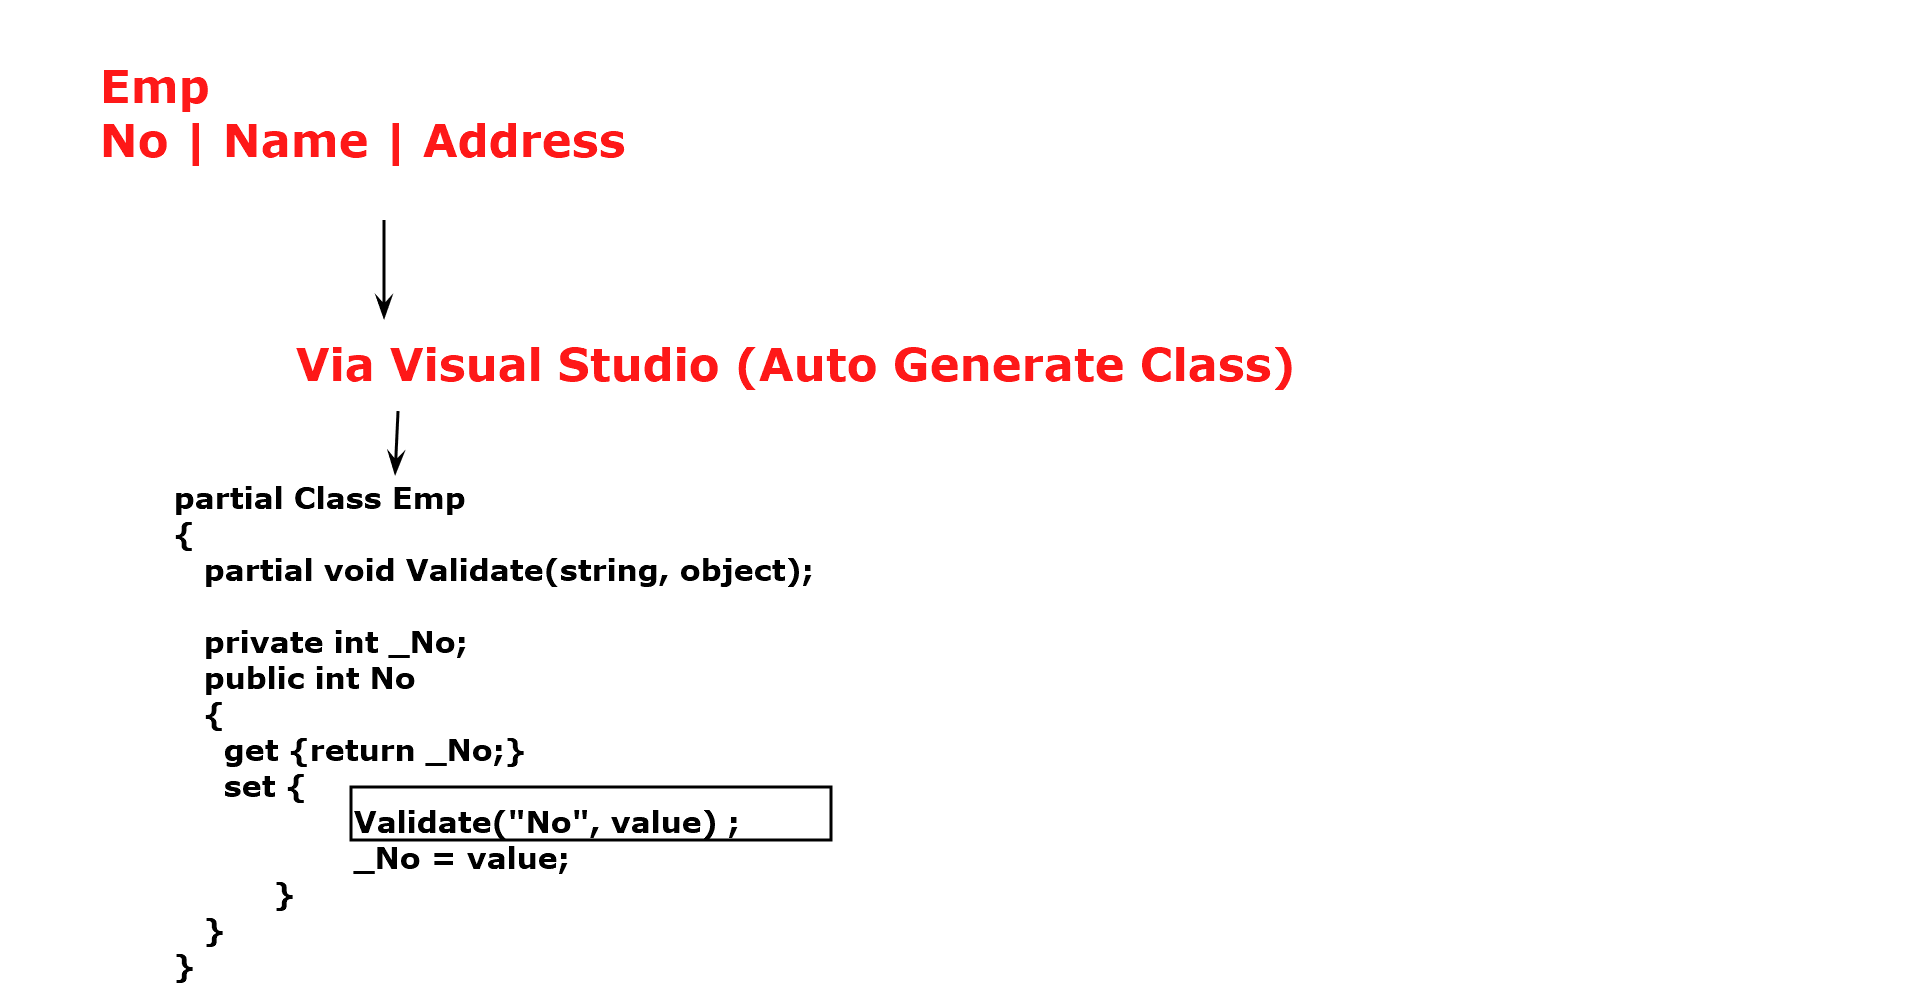 Emp
No | Name | Address
Via Visual Studio (Auto Generate Class)
partial Class Emp
{
partial void Validate(string, object);
private int _No;
public int No
{
get {return _No;}
set {
Validate("No", value) ;
_No = value;
}
}
}